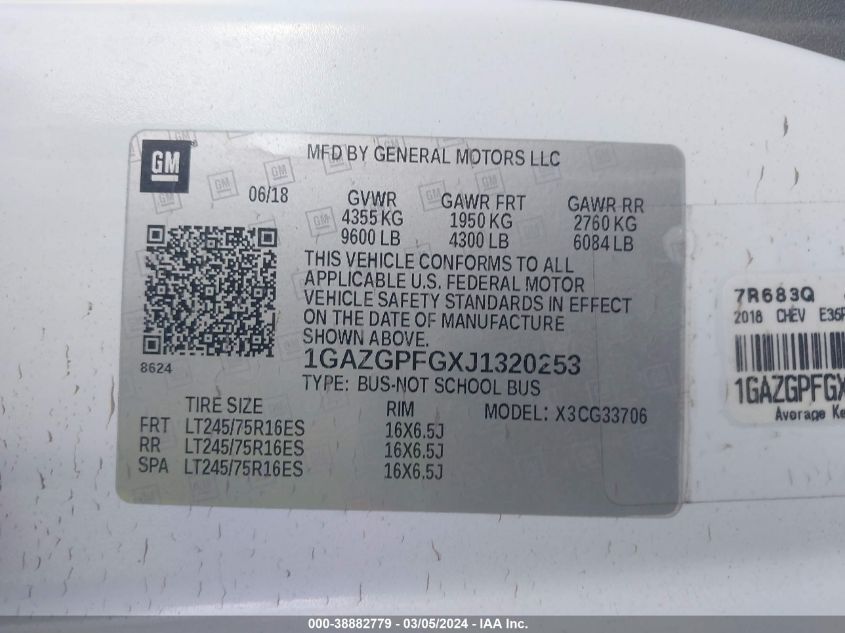 GM
MFD BY GENERAL MOTORS LLC
06/18
GVWR GAWR FRT GAWR RR
4355 KG 1950 KG 2760 KG
9600 LB 4300 LB 6084 LB
THIS VEHICLE CONFORMS TO ALL
APPLICABLE U.S. FEDERAL MOTOR
VEHICLE SAFETY STANDARDS IN EFFECT
ON THE DATE OF MANUFACTURE
SHOWN ABOVE.
8624
1GAZGPFGXJ1320253
TYPE: BUS-NOT SCHOOL BUS
TIRE SIZE RIM MODEL: X3CG33706
FRT LT245/75R16ES 16X6.5J
RR LT245/75R16ES 16X6.5J
SPA LT245/75R16ES 16X6.5J
7R683Q
2018 CHEV
1GAZGPFGX
Average
000-38882779 - 03/05/2024 - IAA Inc.